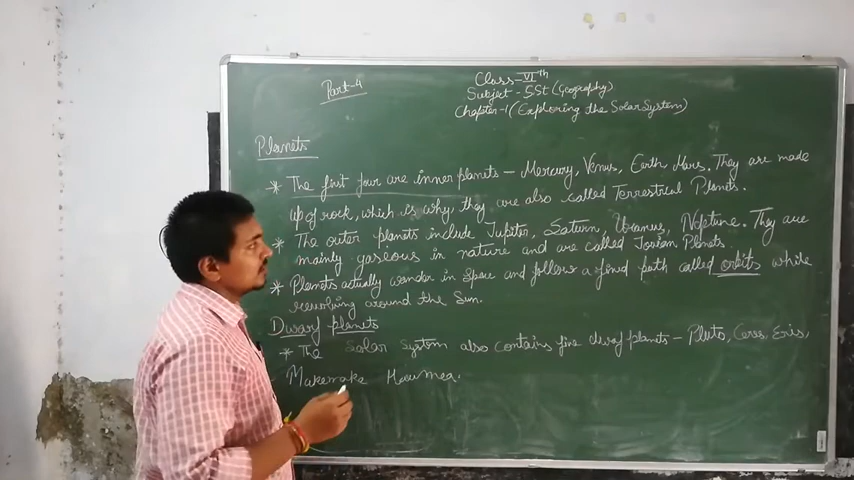 Part-4
Class-VIth
Subject - SSt (Geography)
Chapter-1 (Exploring the Solar System)
Planets
* The first four are inner planets - Mercury, Venus, Earth, Mars. They are made
up of rock, which is why, they are also called Terrestrial Planets.
* The outer planets include Jupiter, Saturn, Uranus, Neptune. They are
mainly gaseous in nature and are called Jovian Planets.
* Planets actually wander in space and follow a fixed path called orbits while
revolving around the Sun.
Dwarf planets
* The Solar System also contains five dwarf planets - Pluto, Ceres, Eris,
Makemake Haumea.